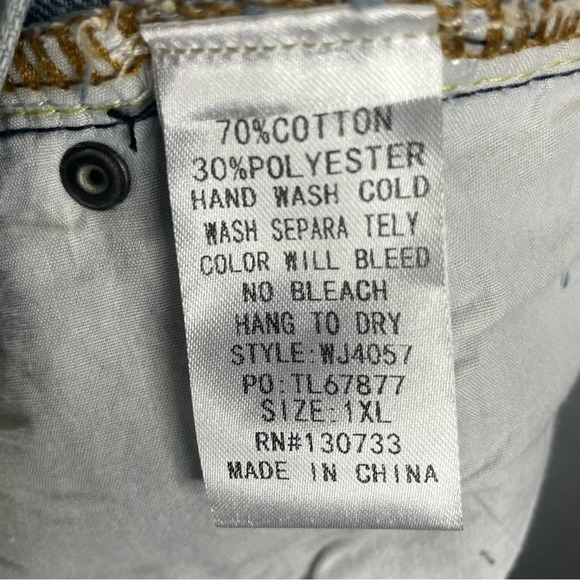 70%COTTON
30%POLYESTER
HAND WASH COLD
WASH SEPARA TELY
COLOR WILL BLEED
NO BLEACH
HANG TO DRY
STYLE:WJ4057
PO:TL67877
SIZE:1XL
RN#130733
MADE IN CHINA